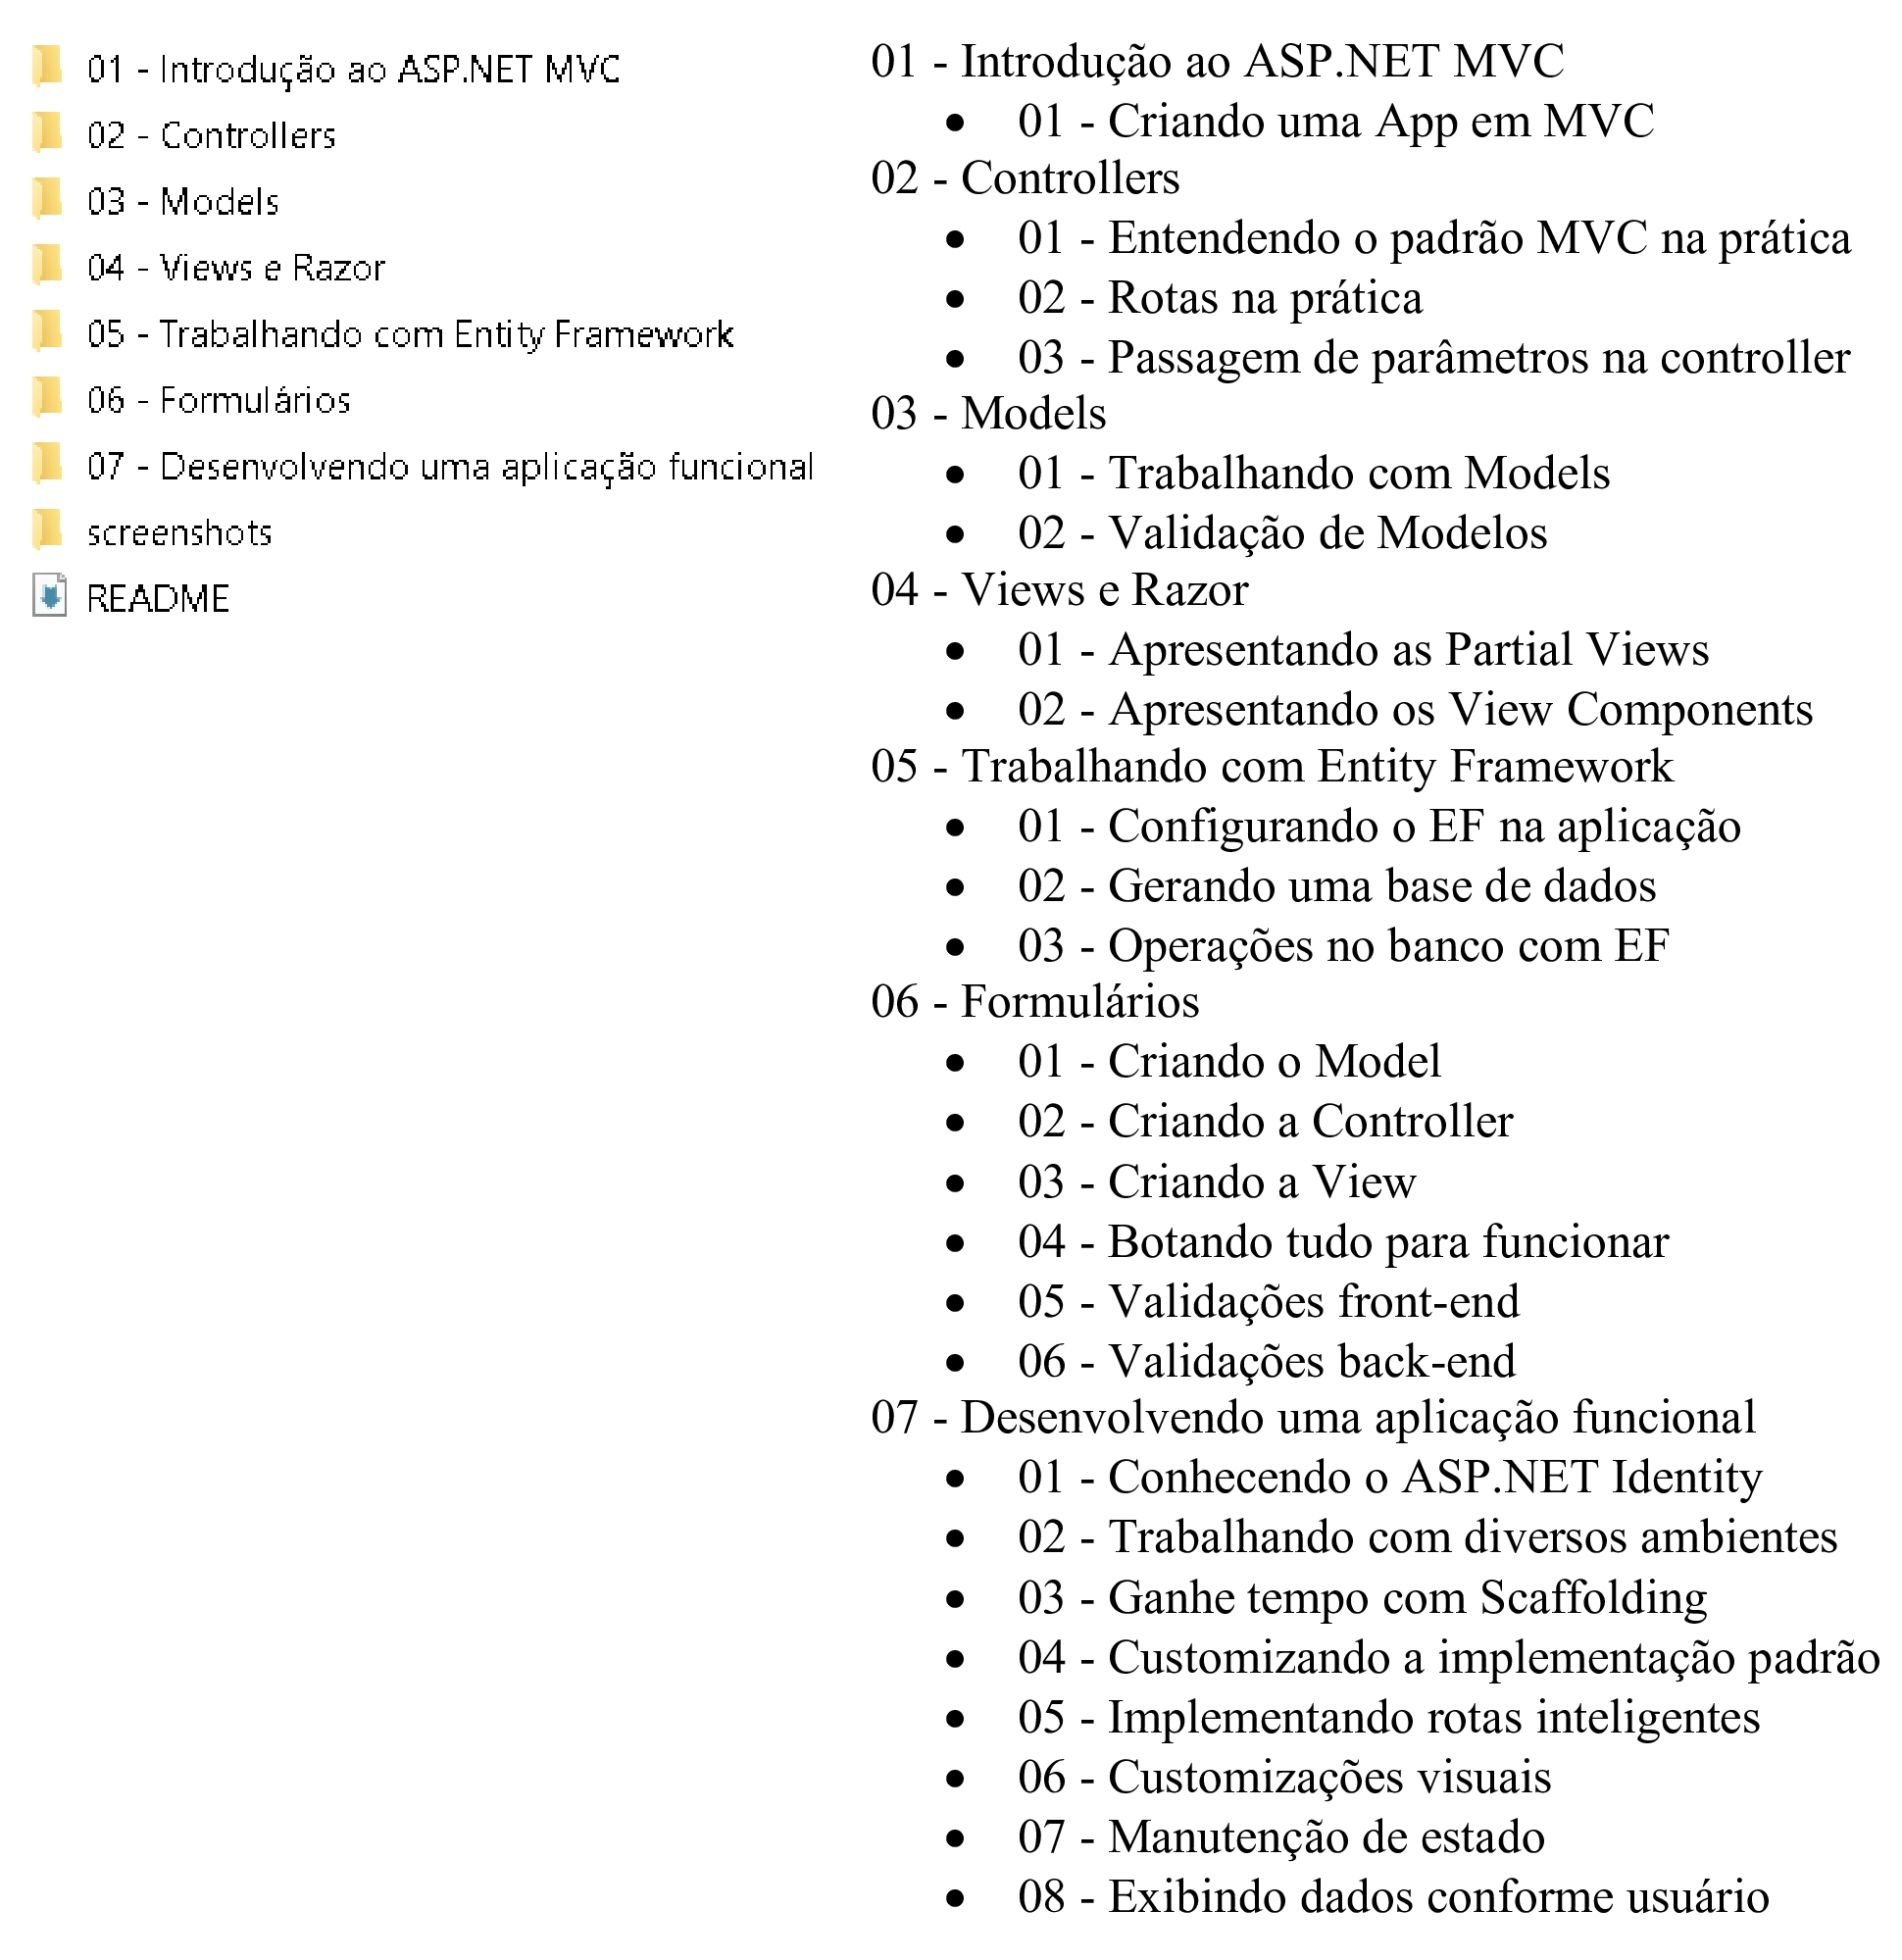 01 - Introdução ao ASP.NET MVC
02 - Controllers
03 - Models
04 - Views e Razor
05 - Trabalhando com Entity Framework
06 - Formulários
07 - Desenvolvendo uma aplicação funcional
screenshots
README
01 - Introdução ao ASP.NET MVC
• 01 - Criando uma App em MVC
02 - Controllers
• 01 - Entendendo o padrão MVC na prática
• 02 - Rotas na prática
• 03 - Passagem de parâmetros na controller
03 - Models
• 01 - Trabalhando com Models
• 02 - Validação de Modelos
04 - Views e Razor
• 01 - Apresentando as Partial Views
• 02 - Apresentando os View Components
05 - Trabalhando com Entity Framework
• 01 - Configurando o EF na aplicação
• 02 - Gerando uma base de dados
• 03 - Operações no banco com EF
06 - Formulários
• 01 - Criando o Model
• 02 - Criando a Controller
• 03 - Criando a View
• 04 - Botando tudo para funcionar
• 05 - Validações front-end
• 06 - Validações back-end
07 - Desenvolvendo uma aplicação funcional
• 01 - Conhecendo o ASP.NET Identity
• 02 - Trabalhando com diversos ambientes
• 03 - Ganhe tempo com Scaffolding
• 04 - Customizando a implementação padrão
• 05 - Implementando rotas inteligentes
• 06 - Customizações visuais
• 07 - Manutenção de estado
• 08 - Exibindo dados conforme usuário